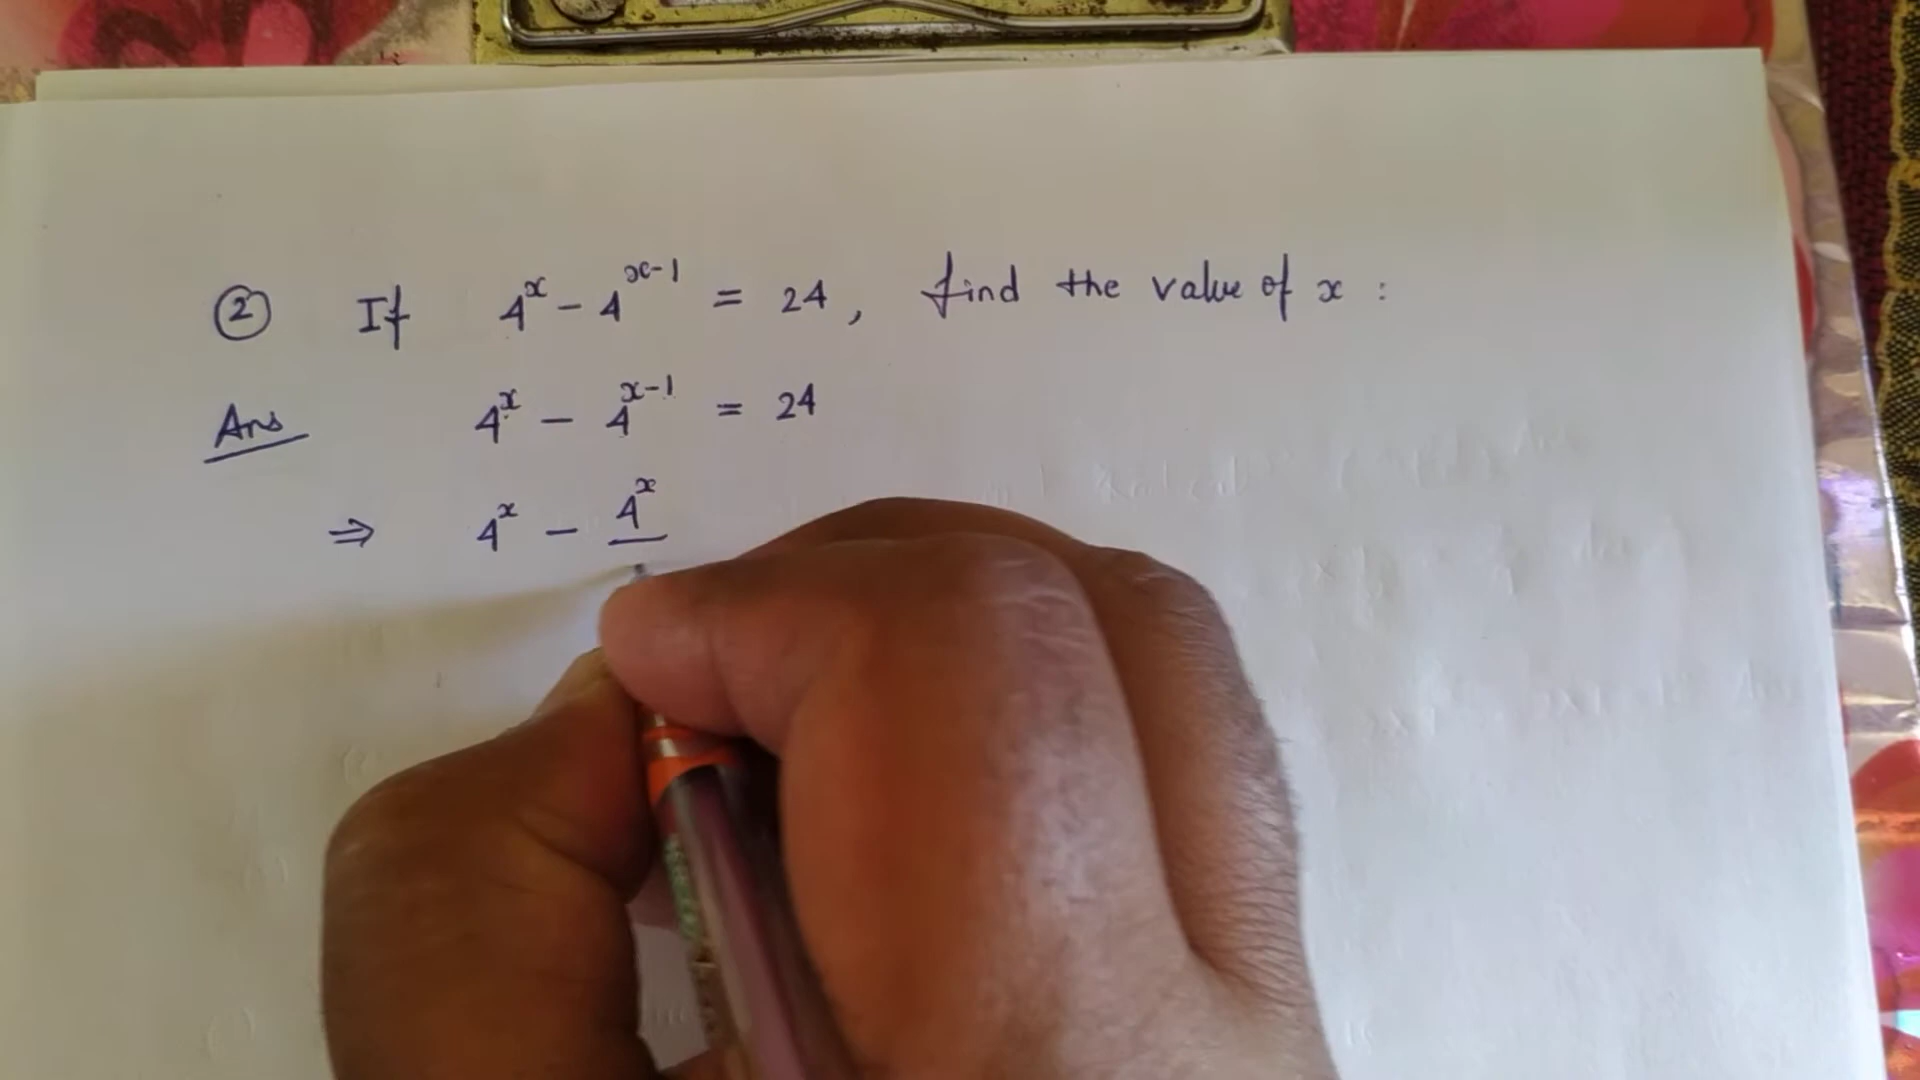 ② If 4^x - 4^(x-1) = 24, find the value of x :
Ans 4^x - 4^(x-1) = 24
⇒ 4^x - 4^x/